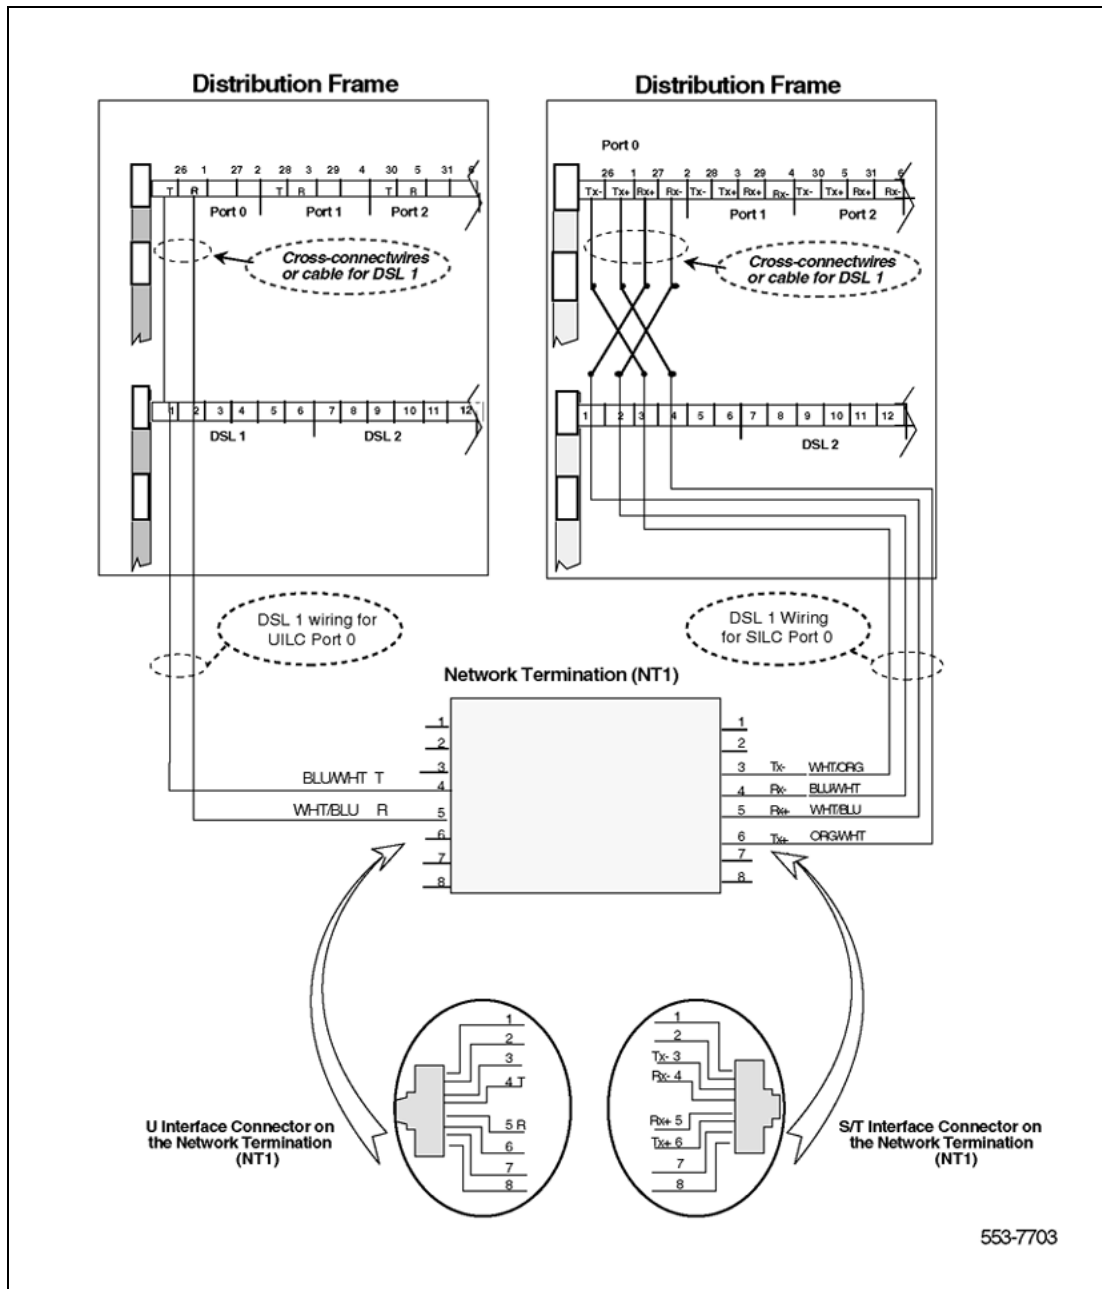 Distribution Frame
Distribution Frame
Port 0
26 1 27 2 28 3 29 4 30 5 31 6
T R T R T R
Port 0 Port 1 Port 2
26 1 27 2 28 3 29 4 30 5 31 6
Tx- Tx+ Rx+ Rx- Tx- Tx+ Rx+ Rx- Tx- Tx+ Rx+ Rx-
Port 1 Port 2
Cross-connectwires
or cable for DSL 1
Cross-connectwires
or cable for DSL 1
1 2 3 4 5 6 7 8 9 10 11 12
DSL 1 DSL 2
1 2 3 4 5 6 7 8 9 10 11 12
DSL 2
DSL 1 wiring for
UILC Port 0
DSL 1 Wiring
for SILC Port 0
Network Termination (NT1)
1
2
3
BLU/WHT T 4
WHT/BLU R 5
6
7
8
1
2
3 Tx- WHT/ORG
4 Rx- BLU/WHT
5 Rx+ WHT/BLU
6 Tx+ ORG/WHT
7
8
1
2
3
4 T
5 R
6
7
8
1
2
Tx- 3
Rx- 4
Rx+ 5
Tx+ 6
7
8
U Interface Connector on
the Network Termination
(NT1)
S/T Interface Connector on
the Network Termination
(NT1)
553-7703